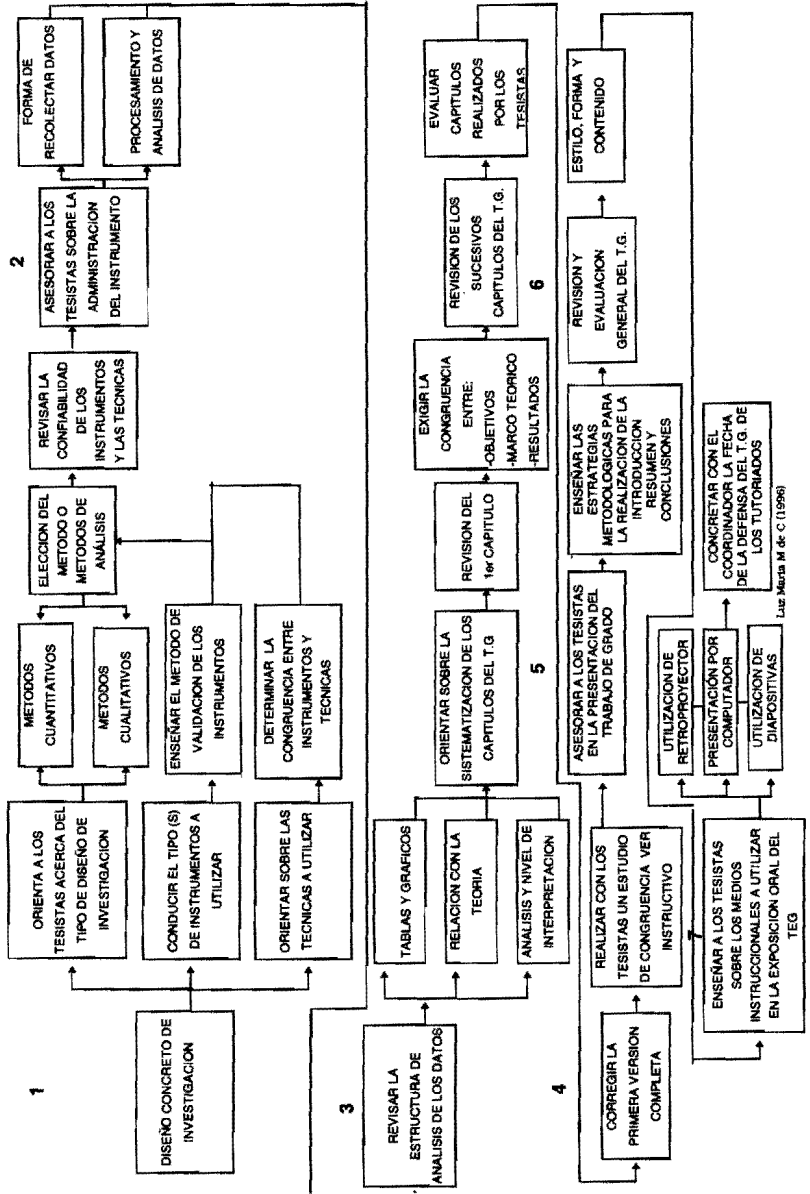 1
DISEÑO CONCRETO DE
INVESTIGACION
ORIENTA A LOS
TESISTAS ACERCA DEL
TIPO DE DISEÑO DE
INVESTIGACION
CONDUCIR EL TIPO (S)
DE INSTRUMENTOS A
UTILIZAR
ORIENTAR SOBRE LAS
TECNICAS A UTILIZAR
METODOS
CUANTITATIVOS
METODOS
CUALITATIVOS
ENSEÑAR EL METODO DE
VALIDACION DE LOS
INSTRUMENTOS
DETERMINAR LA
CONGRUENCIA ENTRE
INSTRUMENTOS Y
TECNICAS
ELECCION DEL
METODO O
METODOS DE
ANÁLISIS
REVISAR LA
CONFIABILIDAD
DE LOS
INSTRUMENTOS
Y LAS TECNICAS
2
ASESORAR A LOS
TESISTAS SOBRE LA
ADMINISTRACION
DEL INSTRUMENTO
FORMA DE
RECOLECTAR DATOS
PROCESAMIENTO Y
ANALISIS DE DATOS
3
REVISAR LA
ESTRUCTURA DE
ANALISIS DE LOS DATOS
TABLAS Y GRAFICOS
RELACION CON LA
TEORIA
ANALISIS Y NIVEL DE
INTERPRETACION
ORIENTAR SOBRE LA
SISTEMATIZACION DE LOS
CAPITULOS DEL T.G
REVISION DEL
1er CAPITULO
EXIGIR LA
CONGRUENCIA
ENTRE:
-OBJETIVOS
-MARCO TEORICO
-RESULTADOS
REVISION DE LOS
SUCESIVOS
CAPITULOS DEL T.G.
EVALUAR
CAPITULOS
REALIZADOS
POR LOS
TESISTAS
4
CORREGIR LA
PRIMERA VERSION
COMPLETA
REALIZAR CON LOS
TESISTAS UN ESTUDIO
DE CONGRUENCIA VER
INSTRUCTIVO
5
ASESORAR A LOS TESISTAS
EN LA PRESENTACION DEL
TRABAJO DE GRADO
ENSEÑAR LAS
ESTRATEGIAS
METODOLOGICAS PARA
LA REALIZACION DE LA
INTRODUCCION
RESUMEN Y
CONCLUSIONES
6
REVISION Y
EVALUACION
GENERAL DEL T.G.
ESTILO, FORMA Y
CONTENIDO
7
ENSEÑAR A LOS TESISTAS
SOBRE LOS MEDIOS
INSTRUCCIONALES A UTILIZAR
EN LA EXPOSICION ORAL DEL
TEG
UTILIZACION DE
RETROPROYECTOR
PRESENTACION POR
COMPUTADOR
UTILIZACION DE
DIAPOSITIVAS
CONCRETAR CON EL
COORDINADOR LA FECHA
DE LA DEFENSA DEL T.G. DE
LOS TUTORIADOS
Luz Maria M de C (1996)